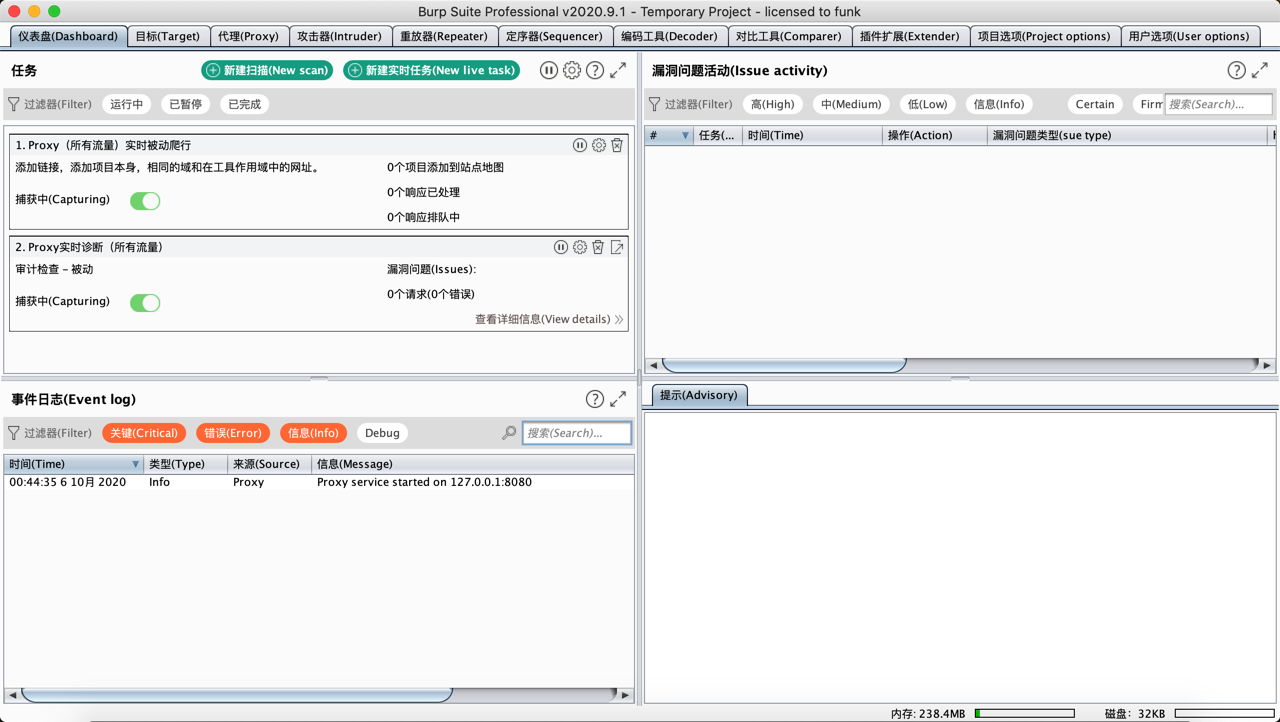 Burp Suite Professional v2020.9.1 - Temporary Project - licensed to funk
仪表盘(Dashboard) 目标(Target) 代理(Proxy) 攻击器(Intruder) 重放器(Repeater) 定序器(Sequencer) 编码工具(Decoder) 对比工具(Comparer) 插件扩展(Extender) 项目选项(Project options) 用户选项(User options)
任务 新建扫描(New scan) 新建实时任务(New live task)
过滤器(Filter) 运行中 已暂停 已完成
1. Proxy（所有流量）实时被动爬行
添加链接，添加项目本身，相同的域和在工具作用域中的网址。 0个项目添加到站点地图
0个响应已处理
捕获中(Capturing)
0个响应排队中
2. Proxy实时诊断（所有流量）
审计检查 – 被动 漏洞问题(Issues):
捕获中(Capturing) 0个请求(0个错误)
查看详细信息(View details)
漏洞问题活动(Issue activity)
过滤器(Filter) 高(High) 中(Medium) 低(Low) 信息(Info) Certain Firm 搜索(Search)...
# 任务(... 时间(Time) 操作(Action) 漏洞问题类型(sue type)
事件日志(Event log)
过滤器(Filter) 关键(Critical) 错误(Error) 信息(Info) Debug 搜索(Search)...
时间(Time) 类型(Type) 来源(Source) 信息(Message)
00:44:35 6 10月 2020 Info Proxy Proxy service started on 127.0.0.1:8080
提示(Advisory)
内存: 238.4MB 磁盘: 32KB